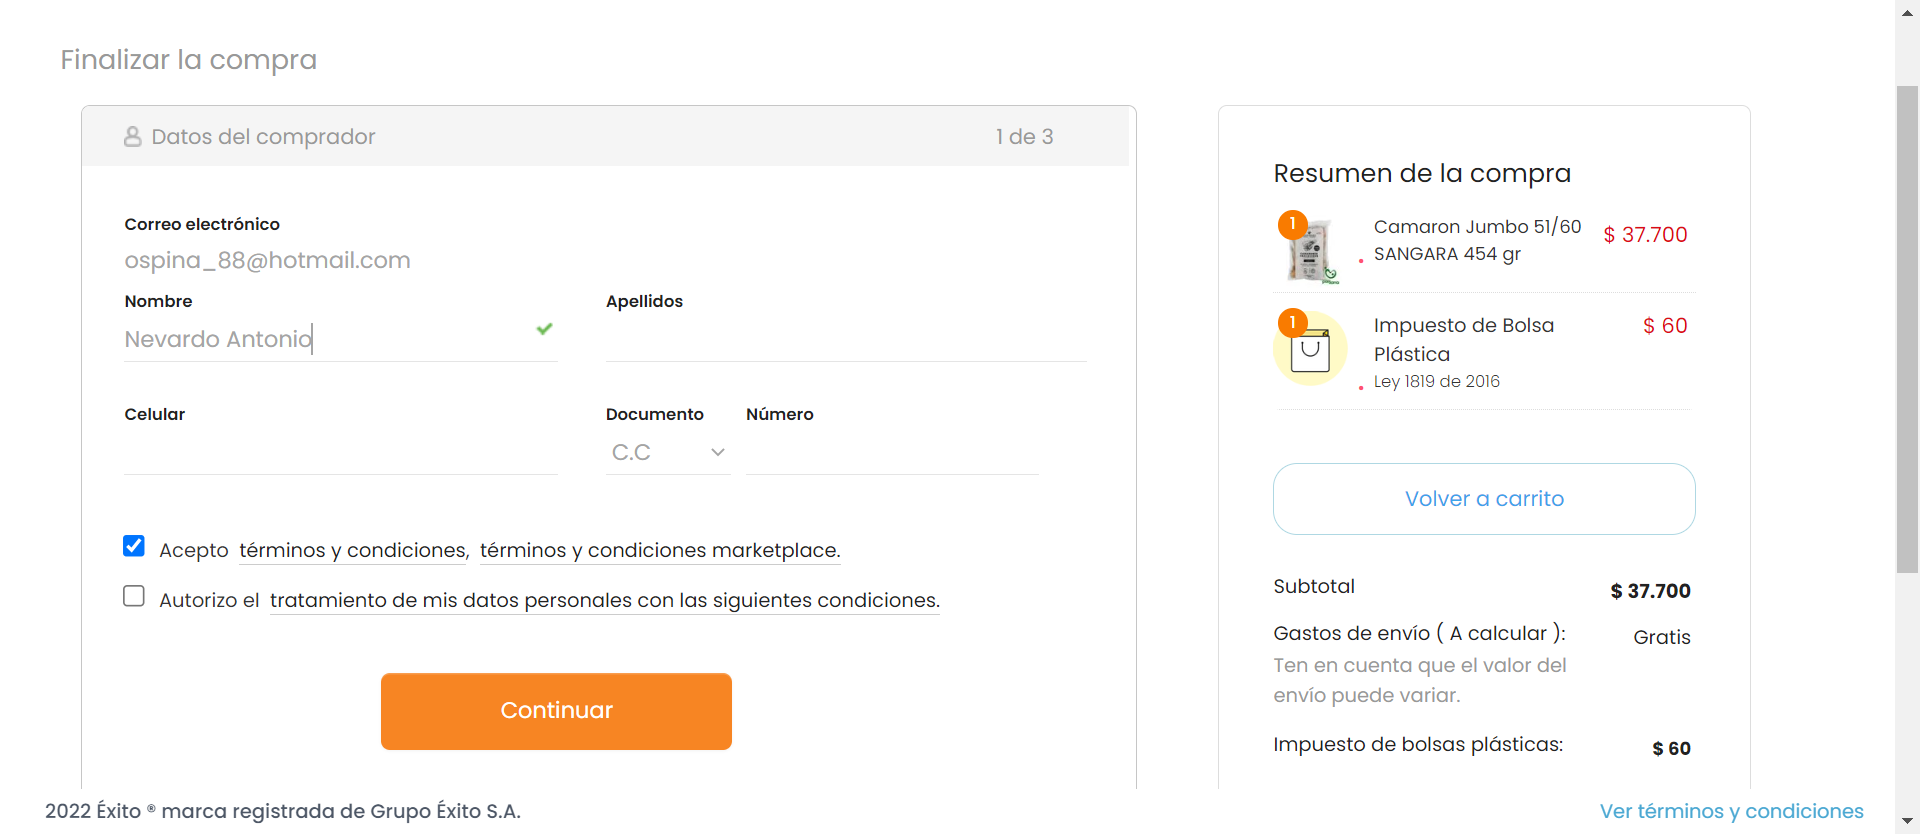 Finalizar la compra
Datos del comprador
1 de 3
Correo electrónico
ospina_88@hotmail.com
Nombre
Apellidos
Nevardo Antonio
Celular
Documento
Número
C.C
Acepto términos y condiciones, términos y condiciones marketplace.
Autorizo el tratamiento de mis datos personales con las siguientes condiciones.
Continuar
Resumen de la compra
1
Camaron Jumbo 51/60
$ 37.700
SANGARA 454 gr
1
Impuesto de Bolsa
$ 60
Plástica
Ley 1819 de 2016
Volver a carrito
Subtotal
$ 37.700
Gastos de envío ( A calcular ):
Gratis
Ten en cuenta que el valor del
envío puede variar.
Impuesto de bolsas plásticas:
$ 60
2022 Éxito ® marca registrada de Grupo Éxito S.A.
Ver términos y condiciones